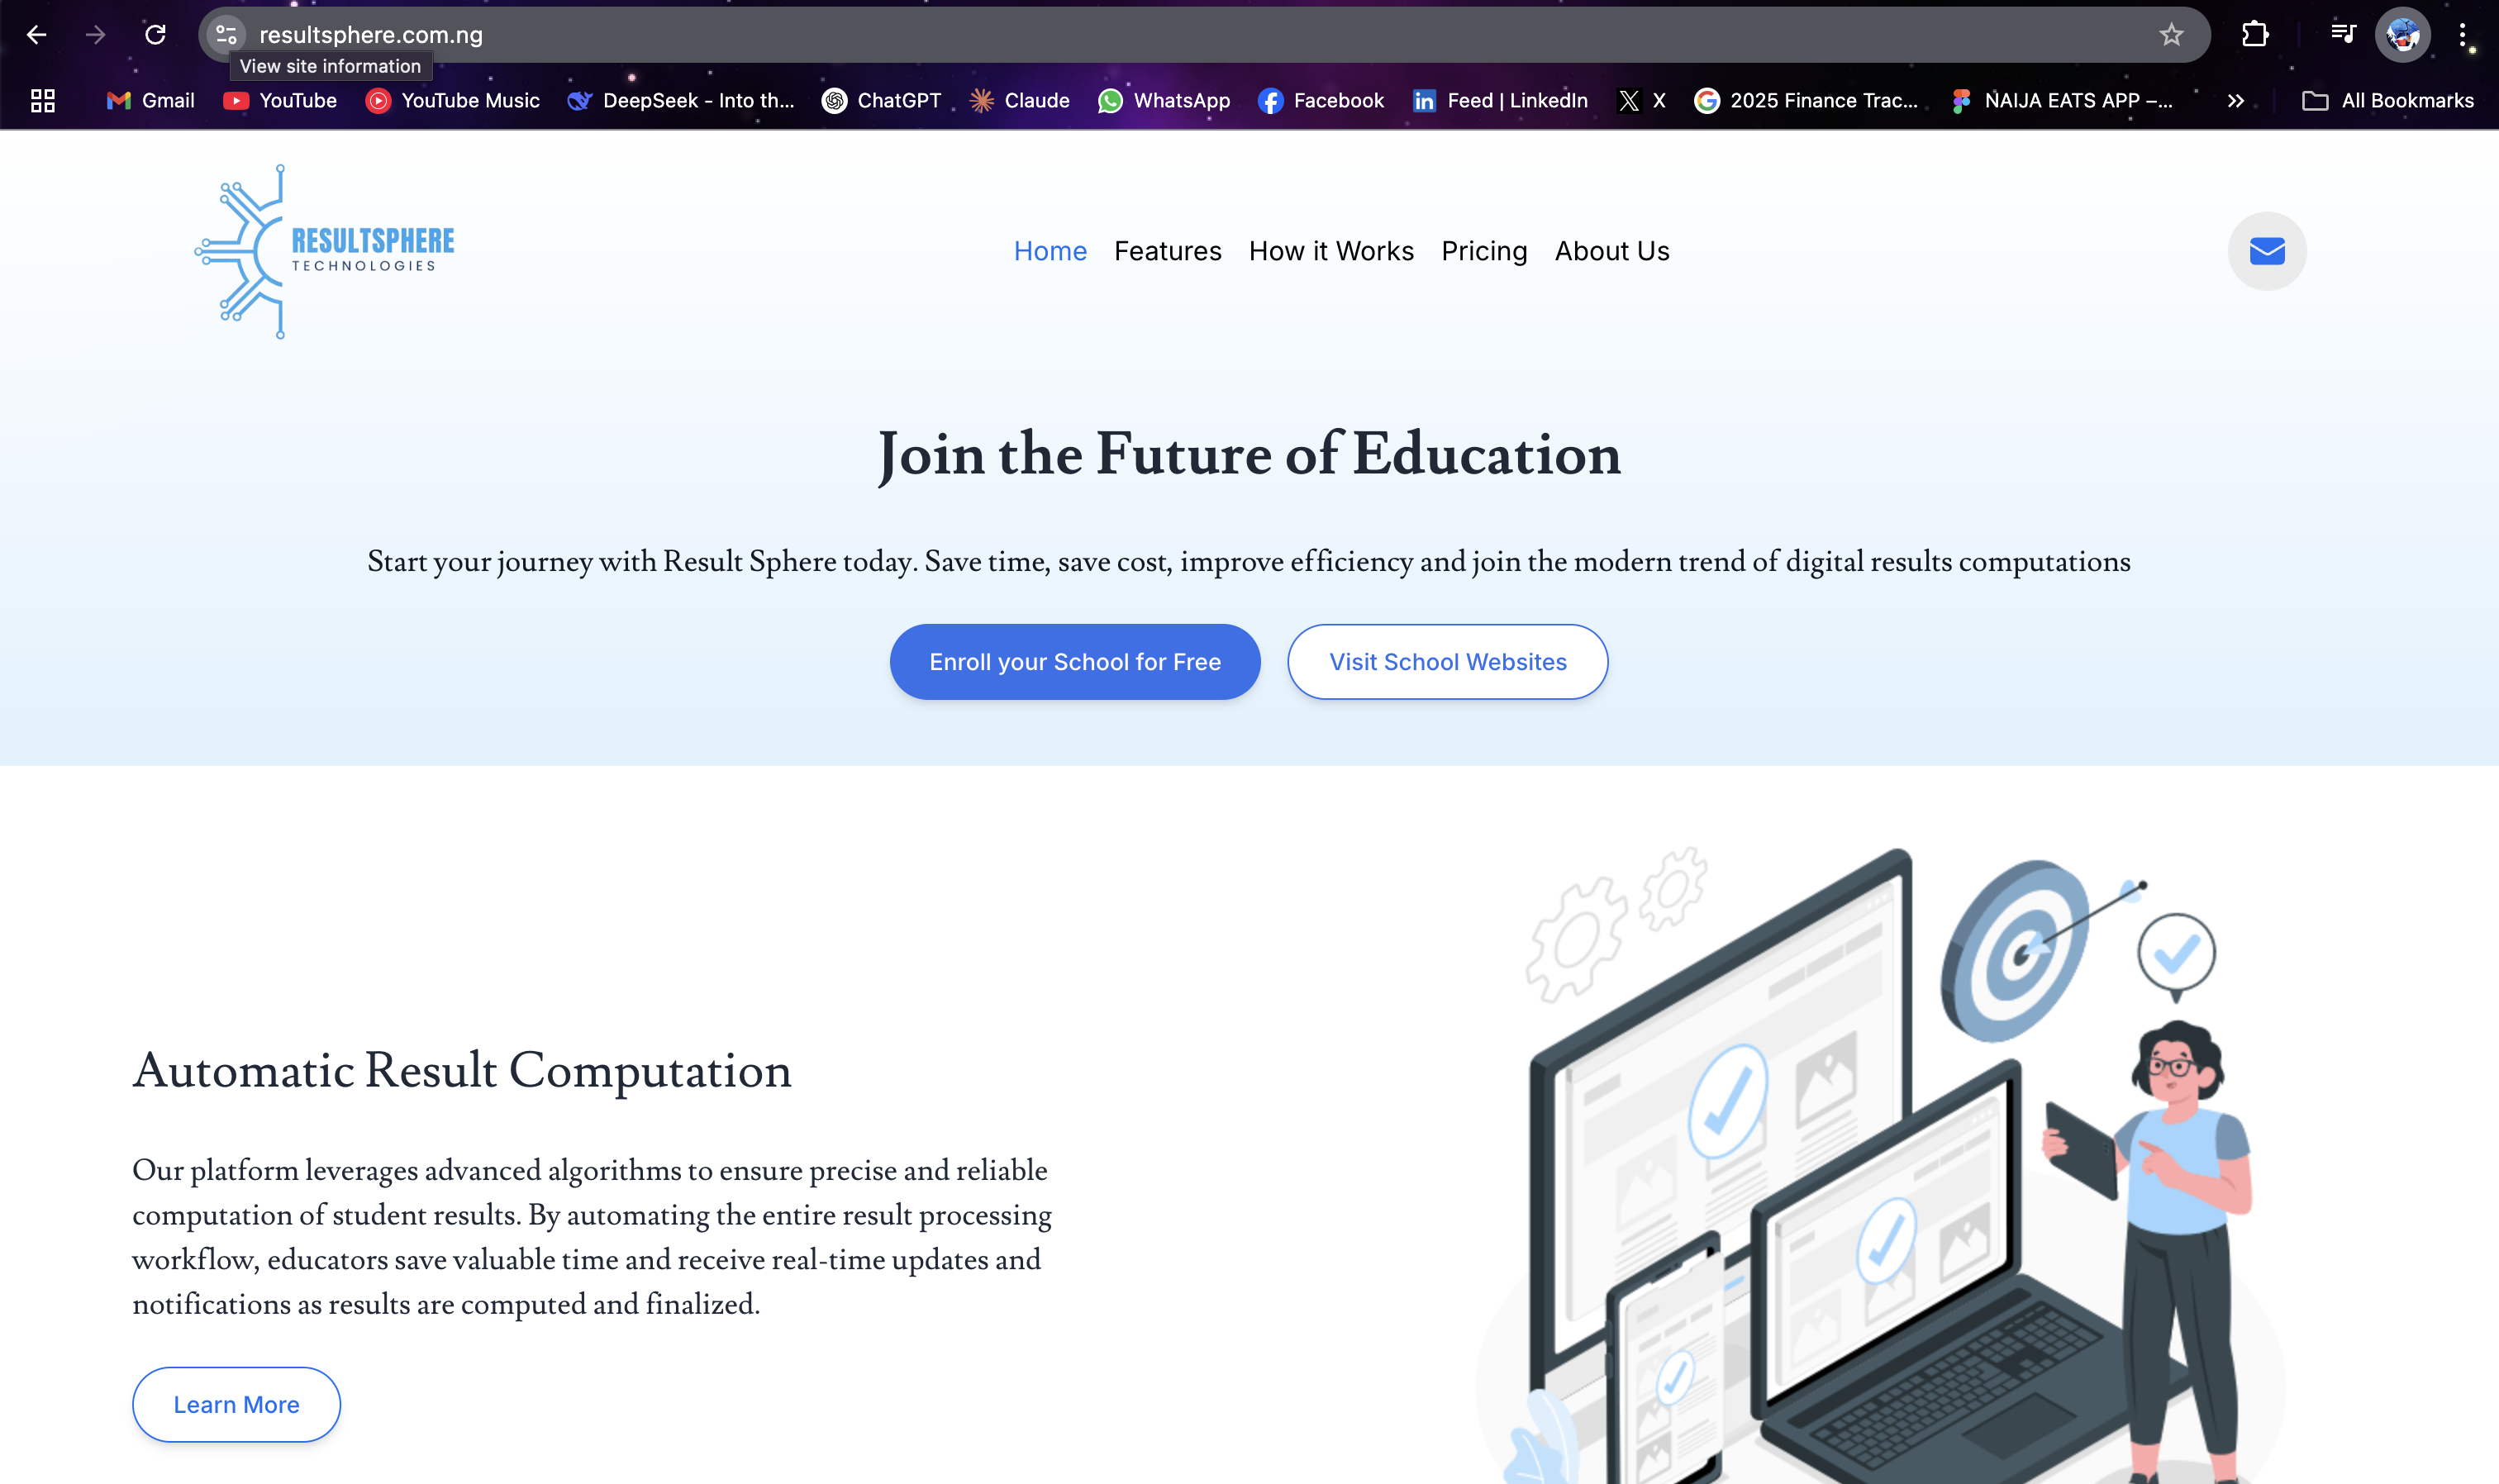 resultsphere.com.ng
View site information
Gmail YouTube YouTube Music DeepSeek - Into th... ChatGPT Claude WhatsApp Facebook Feed | LinkedIn X 2025 Finance Trac... NAIJA EATS APP –... All Bookmarks
RESULTSPHERE
TECHNOLOGIES
Home Features How it Works Pricing About Us
Join the Future of Education
Start your journey with Result Sphere today. Save time, save cost, improve efficiency and join the modern trend of digital results computations
Enroll your School for Free Visit School Websites
Automatic Result Computation
Our platform leverages advanced algorithms to ensure precise and reliable
computation of student results. By automating the entire result processing
workflow, educators save valuable time and receive real-time updates and
notifications as results are computed and finalized.
Learn More